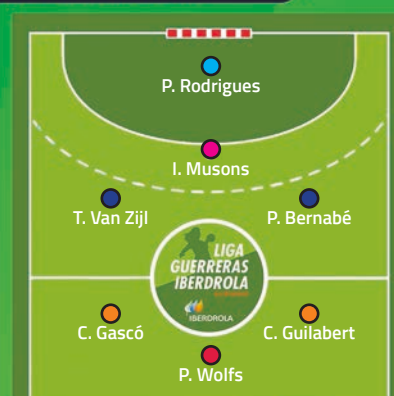 P. Rodrigues
I. Musons
T. Van Zijl
P. Bernabé
LIGA
GUERRERAS
IBERDROLA
IBERDROLA
C. Gascó
C. Guilabert
P. Wolfs